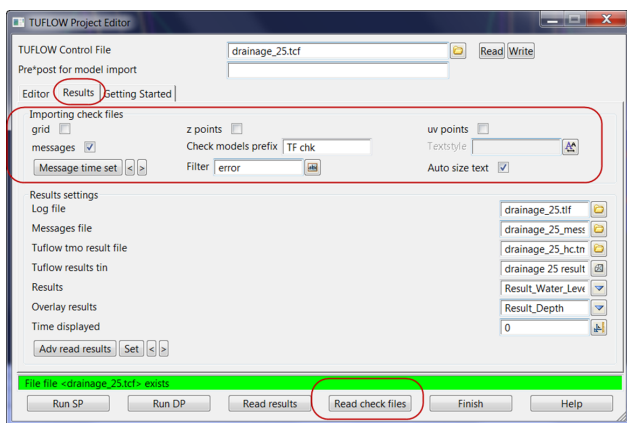 TUFLOW Project Editor
TUFLOW Control File drainage_25.tcf Read Write
Pre*post for model import
Editor Results Getting Started
Importing check files
grid z points uv points
messages Check models prefix TF chk Textstyle
Message time set < > Filter error Auto size text
Results settings
Log file drainage_25.tlf
Messages file drainage_25_mess
Tuflow tmo result file drainage_25_hc.tm
Tuflow results tin drainage 25 result
Results Result_Water_Leve
Overlay results Result_Depth
Time displayed 0
Adv read results Set < >
File file <drainage_25.tcf> exists
Run SP Run DP Read results Read check files Finish Help